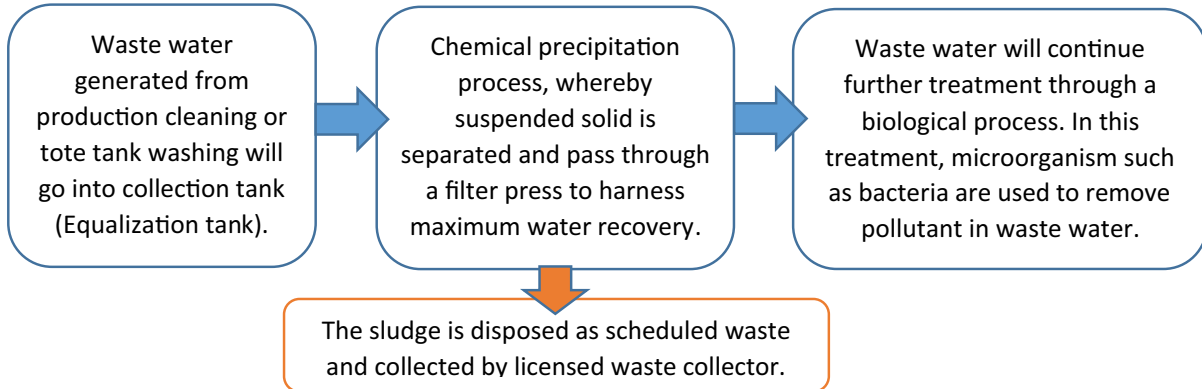 Waste water
generated from
production cleaning or
tote tank washing will
go into collection tank
(Equalization tank).
Chemical precipitation
process, whereby
suspended solid is
separated and pass through
a filter press to harness
maximum water recovery.
Waste water will continue
further treatment through a
biological process. In this
treatment, microorganism such
as bacteria are used to remove
pollutant in waste water.
The sludge is disposed as scheduled waste
and collected by licensed waste collector.